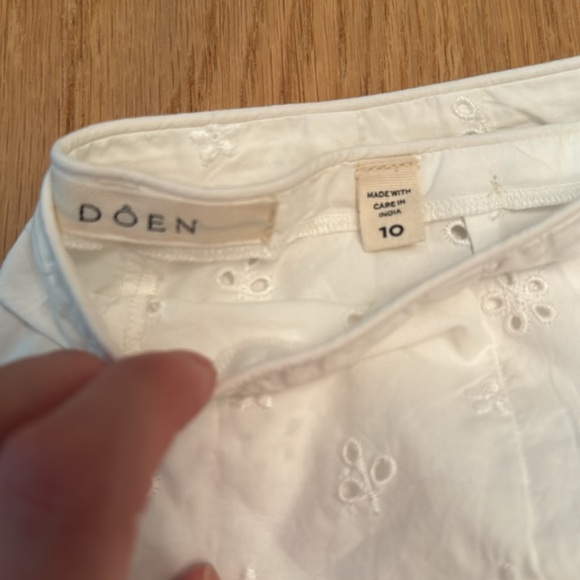 DÔEN
MADE WITH
CARE IN
INDIA
10